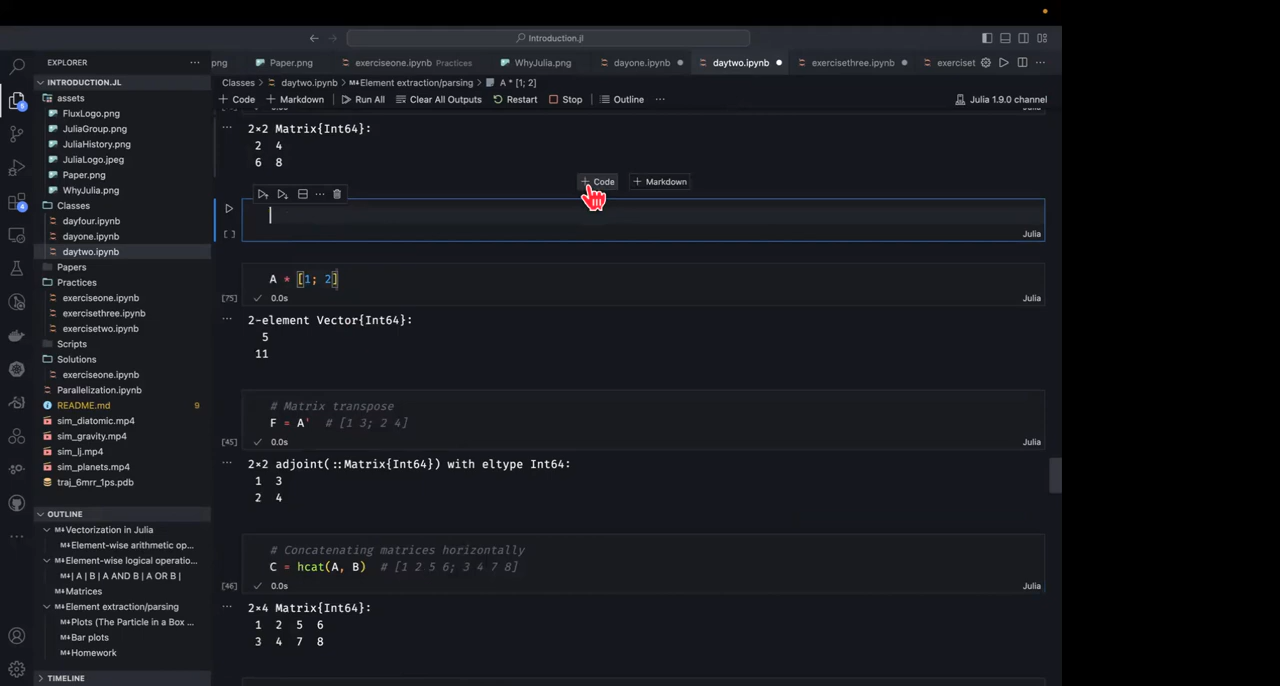 Introduction.jl
EXPLORER
png
Paper.png
exerciseone.ipynb Practices
WhyJulia.png
dayone.ipynb
daytwo.ipynb
exercisethree.ipynb
exerciset
INTRODUCTION.JL
Classes > daytwo.ipynb > M↓Element extraction/parsing > A * [1; 2]
+ Code + Markdown Run All Clear All Outputs Restart Stop Outline ... Julia 1.9.0 channel
assets
FluxLogo.png
JuliaGroup.png
JuliaHistory.png
JuliaLogo.jpeg
Paper.png
WhyJulia.png
Classes
dayfour.ipynb
dayone.ipynb
daytwo.ipynb
Papers
Practices
exerciseone.ipynb
exercisethree.ipynb
exercisetwo.ipynb
Scripts
Solutions
exerciseone.ipynb
Parallelization.ipynb
README.md 9
sim_diatomic.mp4
sim_gravity.mp4
sim_lj.mp4
sim_planets.mp4
traj_6mrr_1ps.pdb
OUTLINE
M↓Vectorization in Julia
M↓Element-wise arithmetic op...
M↓Element-wise logical operatio...
M↓| A | B | A AND B | A OR B |
M↓Matrices
M↓Element extraction/parsing
M↓Plots (The Particle in a Box ...
M↓Bar plots
M↓Homework
TIMELINE
5
4
2×2 Matrix{Int64}:
2 4
6 8
+ Code + Markdown
[ ] Julia
A * [1; 2]
[75] 0.0s Julia
2-element Vector{Int64}:
5
11
# Matrix transpose
F = A' # [1 3; 2 4]
[45] 0.0s Julia
2×2 adjoint(::Matrix{Int64}) with eltype Int64:
1 3
2 4
# Concatenating matrices horizontally
C = hcat(A, B) # [1 2 5 6; 3 4 7 8]
[46] 0.0s Julia
2×4 Matrix{Int64}:
1 2 5 6
3 4 7 8